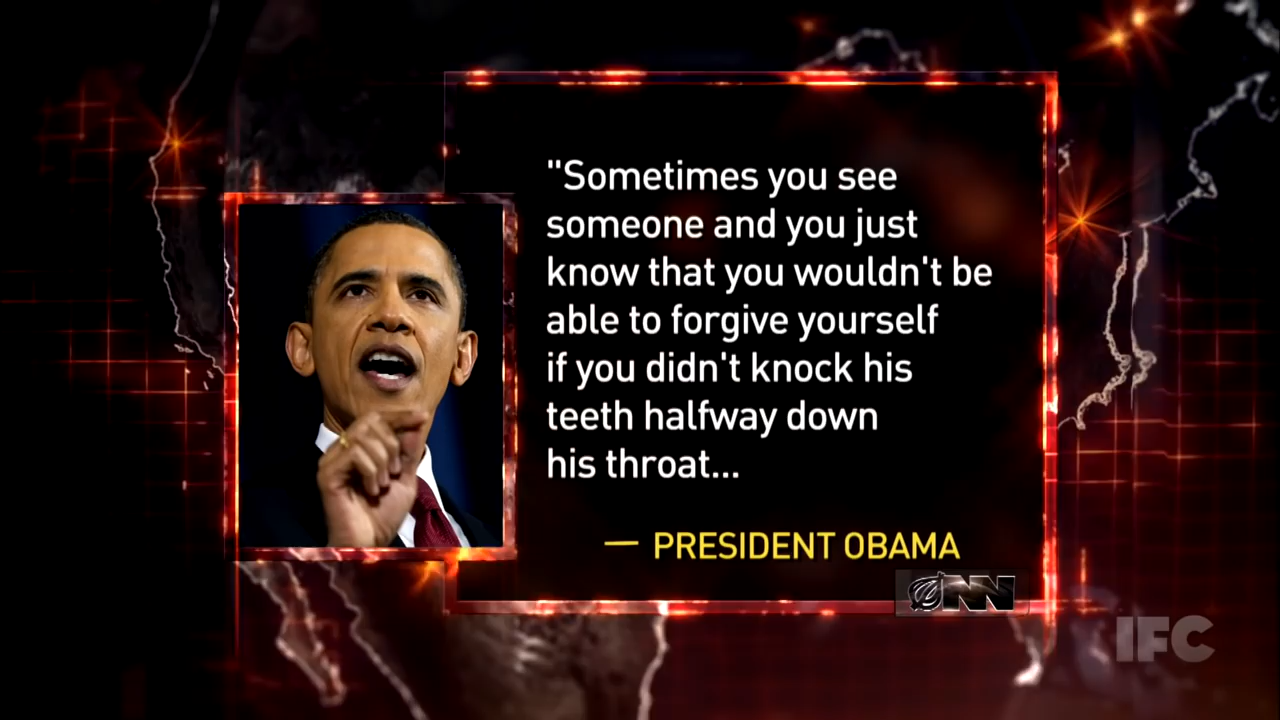 "Sometimes you see
someone and you just
know that you wouldn't be
able to forgive yourself
if you didn't knock his
teeth halfway down
his throat...
— PRESIDENT OBAMA
NN
IFC